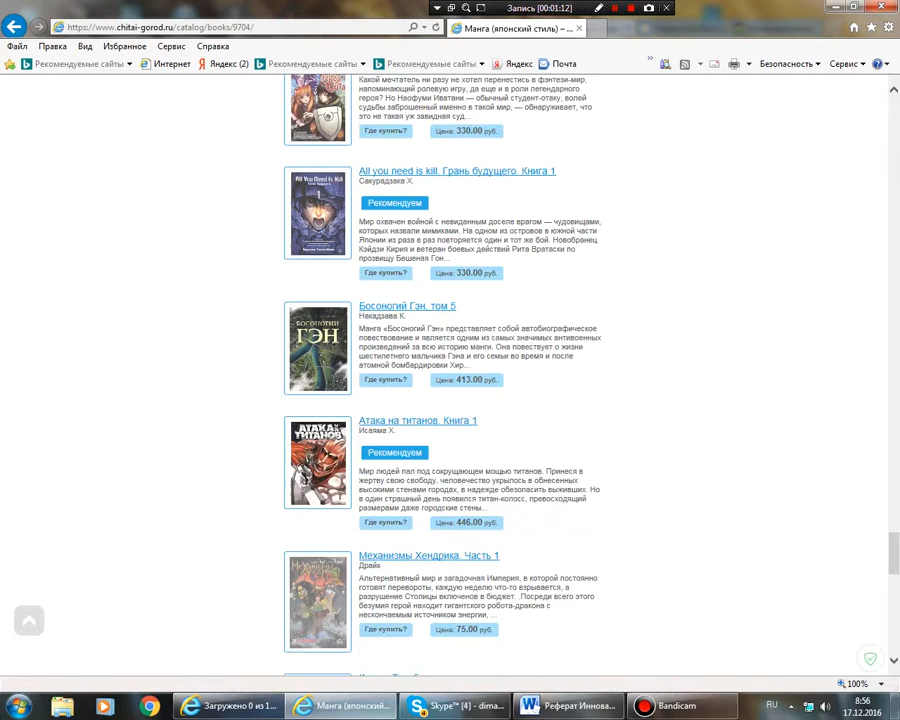 Запись [00:01:12]
https://www.chitai-gorod.ru/catalog/books/9704/
Манга (японский стиль) – ...
Файл Правка Вид Избранное Сервис Справка
Рекомендуемые сайты Интернет Яндекс (2) Рекомендуемые сайты Рекомендуемые сайты Яндекс Почта Безопасность Сервис
Какой мечтатель ни разу не хотел перенестись в фэнтези-мир,
напоминающий ролевую игру, да еще и в роли легендарного
героя? Но Наофуми Иватани — обычный студент-отаку, волей
судьбы заброшенный именно в такой мир, — обнаруживает, что
это не такая уж завидная суд...
Где купить? Цена: 330.00 руб.
All You Need Is Kill
1
All you need is kill. Грань будущего. Книга 1
Сакурадзака Х.
Рекомендуем
Мир охвачен войной с невиданным доселе врагом — чудовищами,
которых назвали мимиками. На одном из островов в южной части
Японии из раза в раз повторяется один и тот же бой. Новобранец
Кэйдзи Кирия и ветеран боевых действий Рита Вратаски по
прозвищу Бешеная Гон...
Где купить? Цена: 330.00 руб.
БОСОНОГИЙ
ГЭН
Босоногий Гэн. том 5
Накадзава К.
Манга «Босоногий Гэн» представляет собой автобиографическое
повествование и является одним из самых значимых антивоенных
произведений за всю историю манги. Она повествует о жизни
шестилетнего мальчика Гэна и его семьи во время и после
атомной бомбардировки Хир...
Где купить? Цена: 413.00 руб.
АТАКА НА
ТИТАНОВ
Атака на титанов. Книга 1
Исаяма Х.
Рекомендуем
Мир людей пал под сокрущающеи мощью титанов. Принеся в
жертву свою свободу, человечество укрылось в обнесенных
высокими стенами городах, в надежде обезопасить выживших. Но
в один страшный день появился титан-колосс, превосходящий
размерами даже городские стены...
Где купить? Цена: 446.00 руб.
Механизмы Хендрика. Часть 1
Драйк
Альтернативный мир и загадочная Империя, в которой постоянно
готовят перевороты, каждую неделю что-то взрывается, а
разрушение Столицы включенов в бюджет. .Посреди всего этого
безумия герой находит гигантского робота-дракона с
нескончаемым источником энергии, ...
Где купить? Цена: 75.00 руб.
100%
Загружено 0 из 1... Манга (японский... Skype™ [4] - dima... Реферат Иннова... Bandicam
RU 8:56
17.12.2016